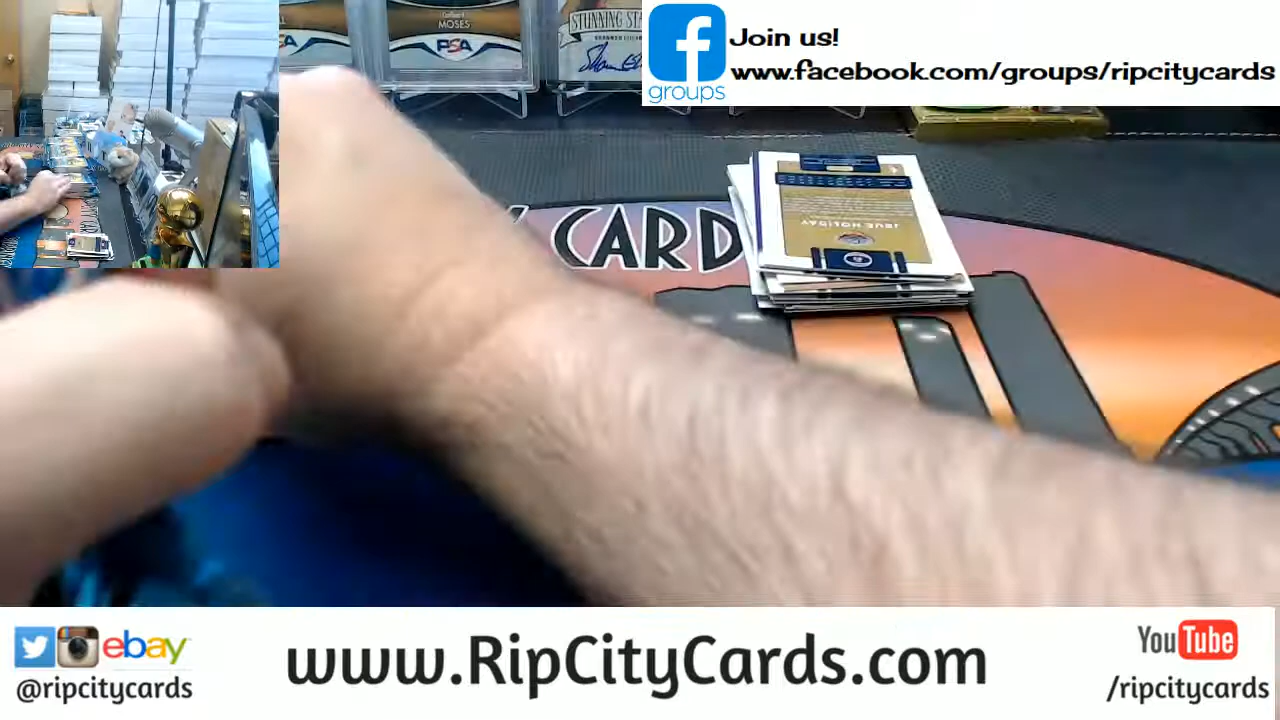 MOSES
PSA
STUNNING
groups
Join us!
www.facebook.com/groups/ripcitycards
CARD
JRUE HOLIDAY
ebay
@ripcitycards
www.RipCityCards.com
YouTube
/ripcitycards